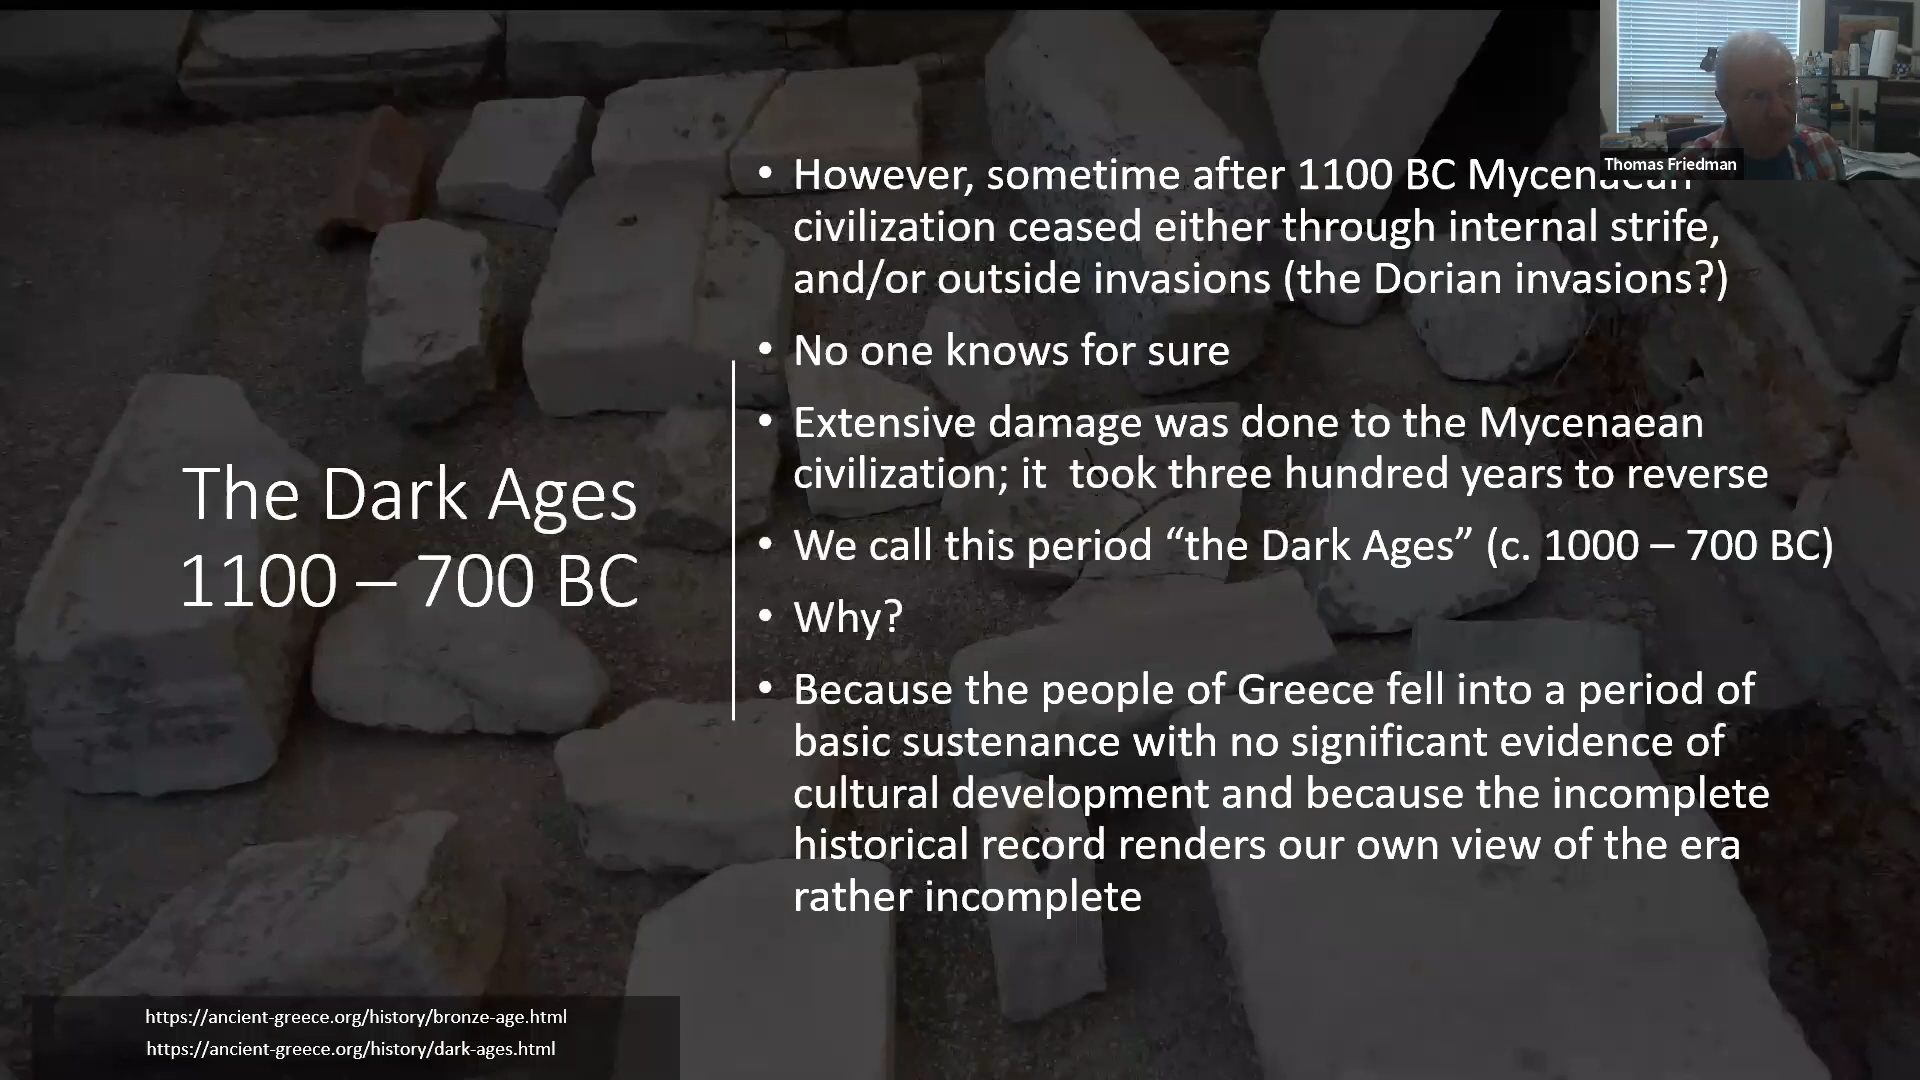 Thomas Friedman
• However, sometime after 1100 BC Mycenaean
civilization ceased either through internal strife,
and/or outside invasions (the Dorian invasions?)
• No one knows for sure
• Extensive damage was done to the Mycenaean
civilization; it  took three hundred years to reverse
• We call this period “the Dark Ages” (c. 1000 – 700 BC)
• Why?
• Because the people of Greece fell into a period of
basic sustenance with no significant evidence of
cultural development and because the incomplete
historical record renders our own view of the era
rather incomplete
The Dark Ages
1100 – 700 BC
https://ancient-greece.org/history/bronze-age.html
https://ancient-greece.org/history/dark-ages.html